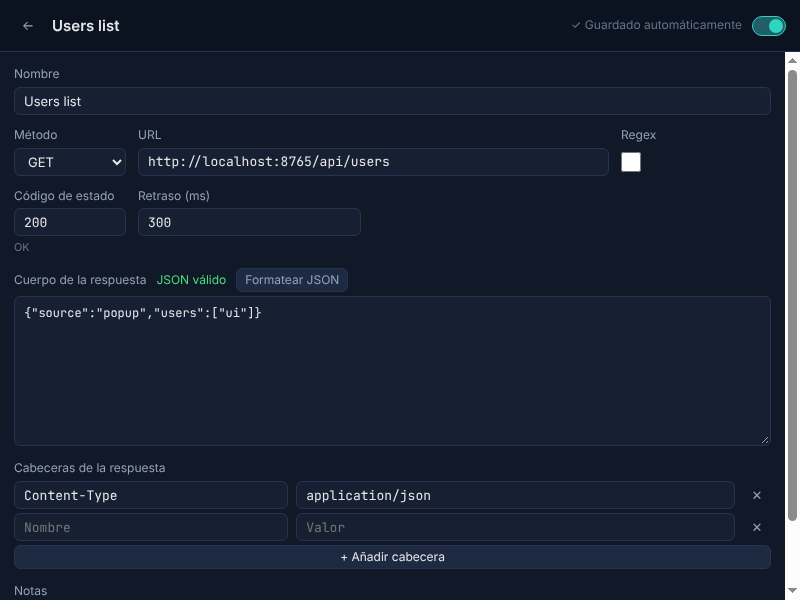 ← Users list
✓ Guardado automáticamente
Nombre
Users list
Método URL Regex
GET http://localhost:8765/api/users
Código de estado Retraso (ms)
200 300
OK
Cuerpo de la respuesta JSON válido Formatear JSON
{"source":"popup","users":["ui"]}
Cabeceras de la respuesta
Content-Type application/json ×
Nombre Valor ×
+ Añadir cabecera
Notas